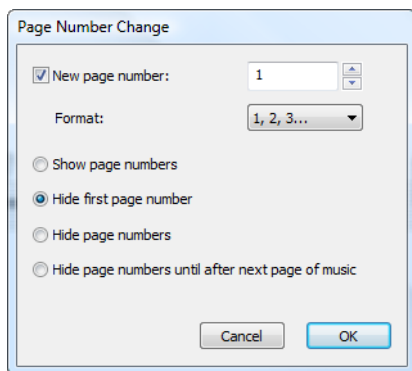 Page Number Change
New page number: 1
Format: 1, 2, 3...
Show page numbers
Hide first page number
Hide page numbers
Hide page numbers until after next page of music
Cancel OK